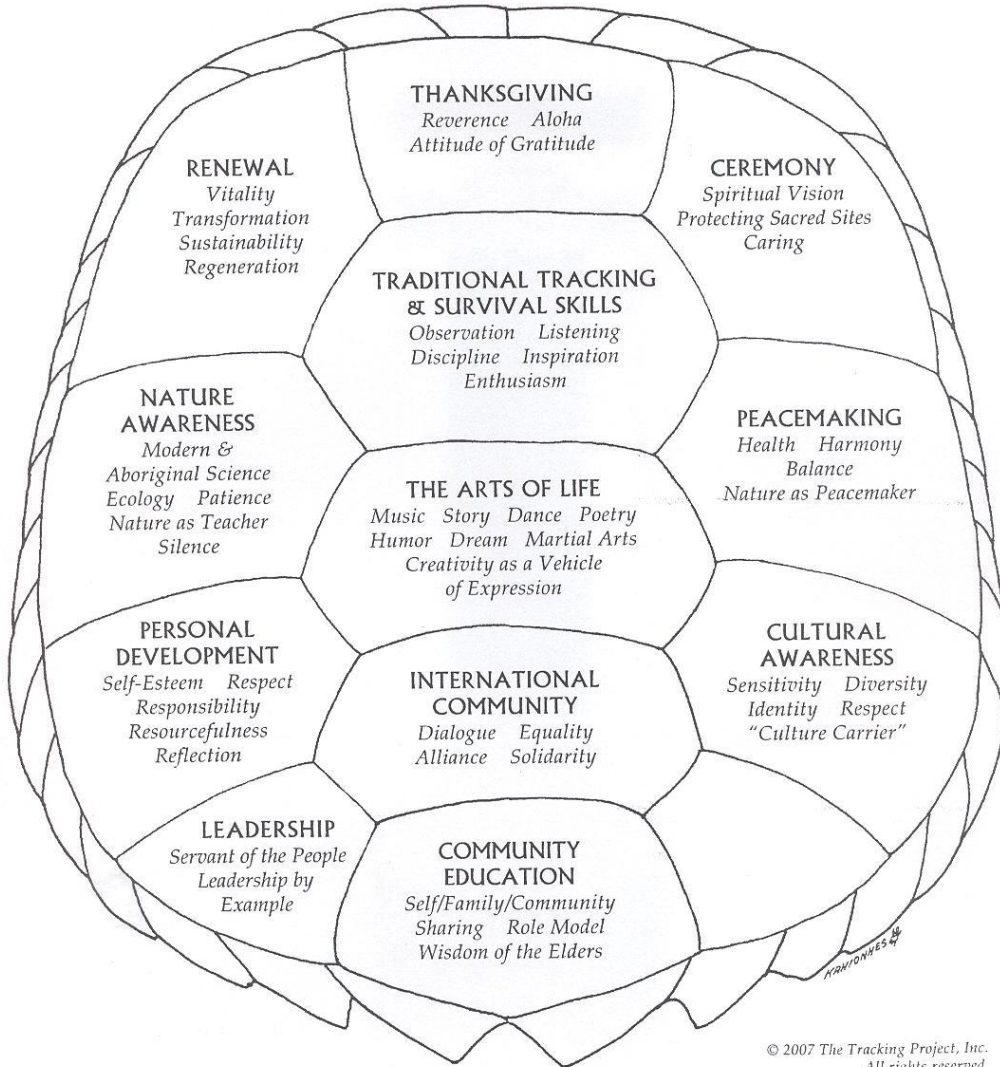 THANKSGIVING
Reverence Aloha
Attitude of Gratitude
RENEWAL
Vitality
Transformation
Sustainability
Regeneration
CEREMONY
Spiritual Vision
Protecting Sacred Sites
Caring
TRADITIONAL TRACKING
& SURVIVAL SKILLS
Observation Listening
Discipline Inspiration
Enthusiasm
NATURE
AWARENESS
Modern &
Aboriginal Science
Ecology Patience
Nature as Teacher
Silence
PEACEMAKING
Health Harmony
Balance
Nature as Peacemaker
THE ARTS OF LIFE
Music Story Dance Poetry
Humor Dream Martial Arts
Creativity as a Vehicle
of Expression
PERSONAL
DEVELOPMENT
Self-Esteem Respect
Responsibility
Resourcefulness
Reflection
INTERNATIONAL
COMMUNITY
Dialogue Equality
Alliance Solidarity
CULTURAL
AWARENESS
Sensitivity Diversity
Identity Respect
"Culture Carrier"
LEADERSHIP
Servant of the People
Leadership by
Example
COMMUNITY
EDUCATION
Self/Family/Community
Sharing Role Model
Wisdom of the Elders
KAHIONHES
© 2007 The Tracking Project, Inc.
All rights reserved